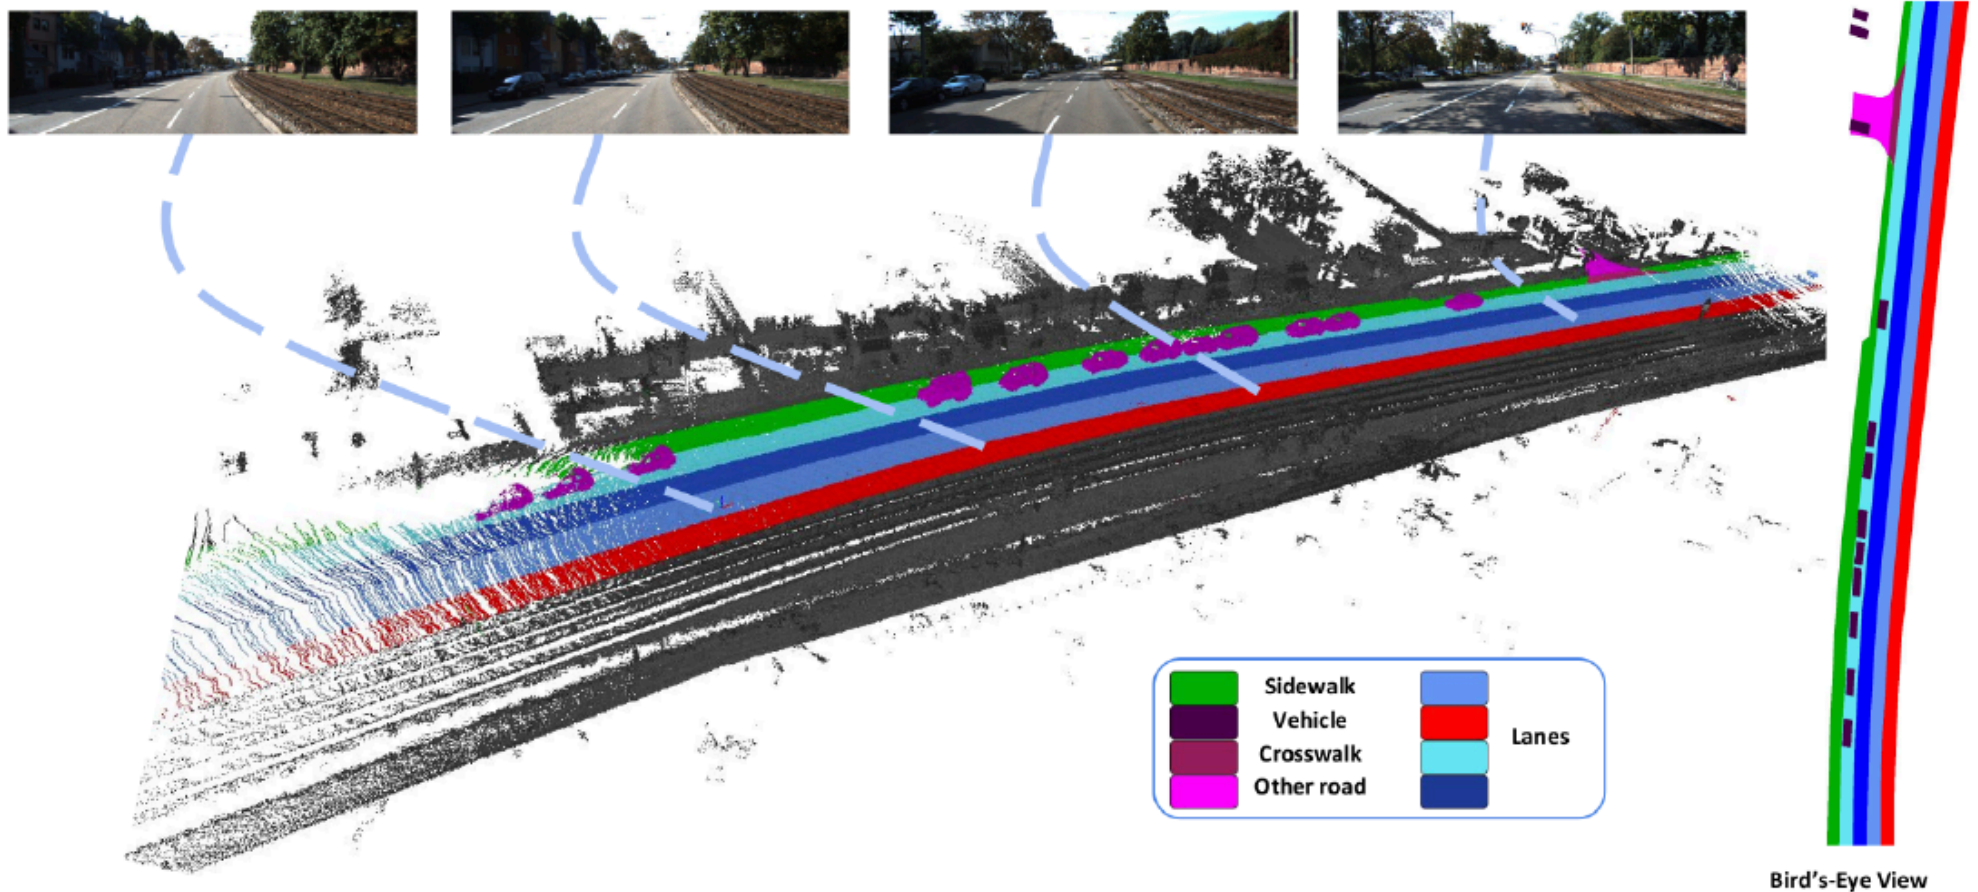 Sidewalk
Vehicle
Crosswalk
Other road
Lanes
Bird's-Eye View